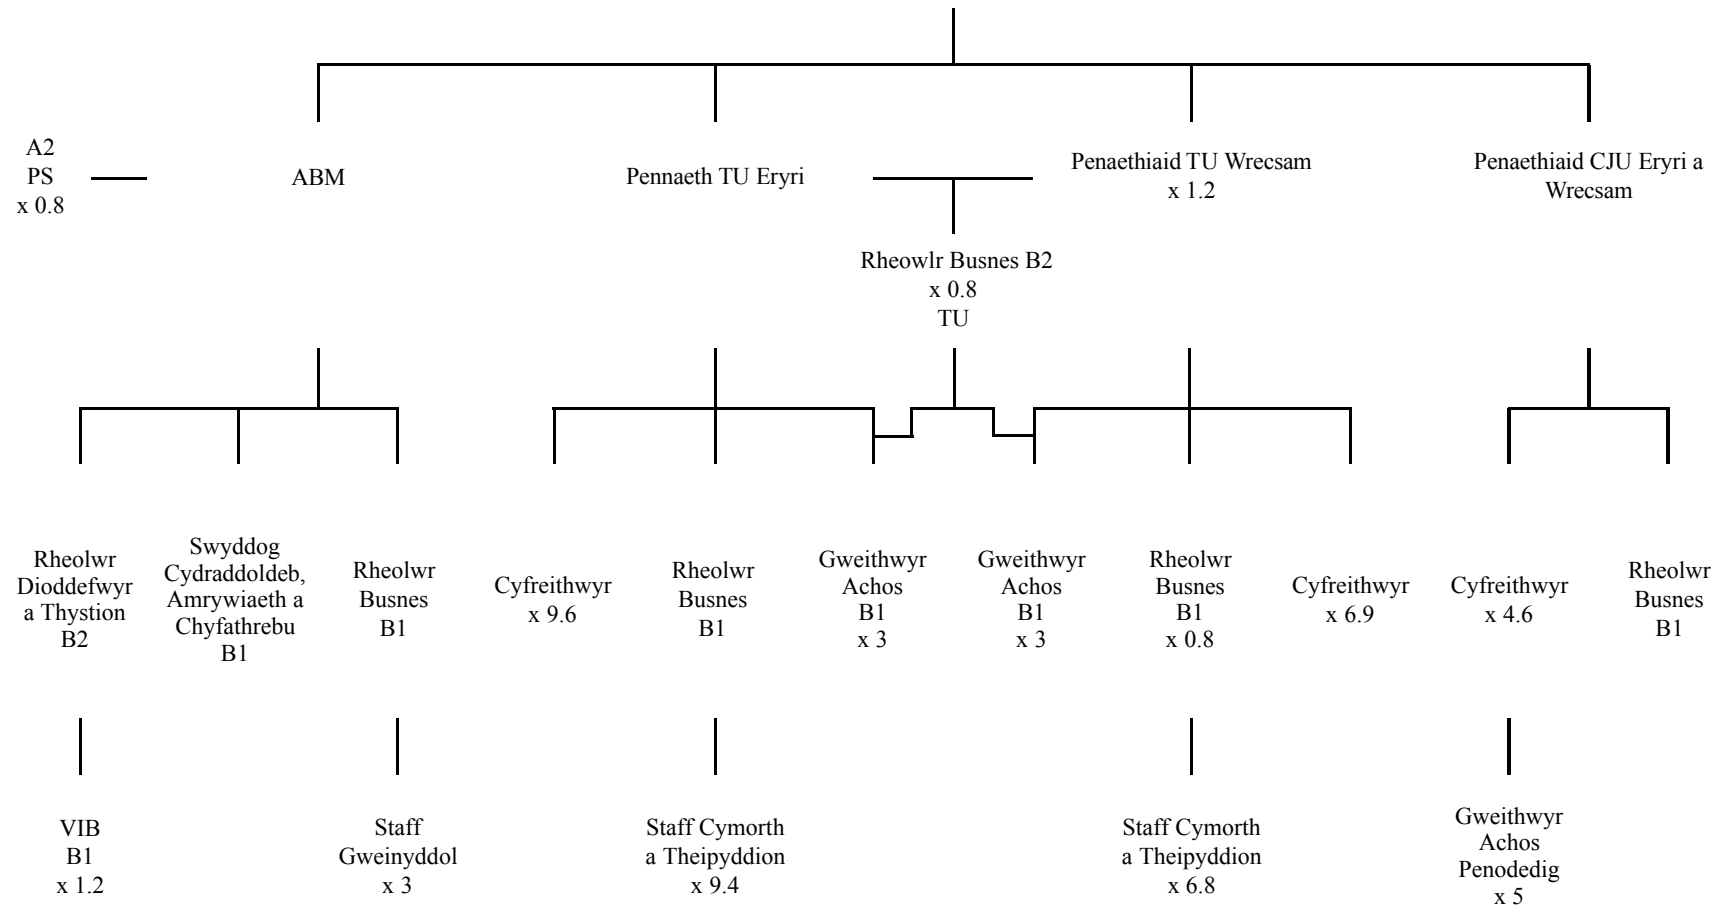 A2
PS
x 0.8
ABM
Pennaeth TU Eryri
Penaethiaid TU Wrecsam
x 1.2
Penaethiaid CJU Eryri a
Wrecsam
Rheowlr Busnes B2
x 0.8
TU
Rheolwr
Dioddefwyr
a Thystion
B2
Swyddog
Cydraddoldeb,
Amrywiaeth a
Chyfathrebu
B1
Rheolwr
Busnes
B1
Cyfreithwyr
x 9.6
Rheolwr
Busnes
B1
Gweithwyr
Achos
B1
x 3
Gweithwyr
Achos
B1
x 3
Rheolwr
Busnes
B1
x 0.8
Cyfreithwyr
x 6.9
Cyfreithwyr
x 4.6
Rheolwr
Busnes
B1
VIB
B1
x 1.2
Staff
Gweinyddol
x 3
Staff Cymorth
a Theipyddion
x 9.4
Staff Cymorth
a Theipyddion
x 6.8
Gweithwyr
Achos
Penodedig
x 5